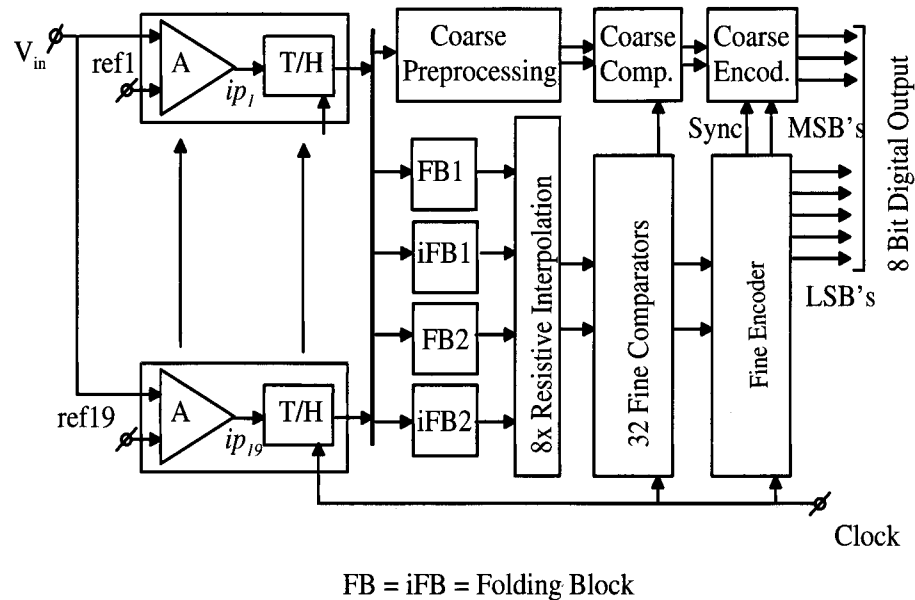 V_in
ref1
A
ip_1
T/H
Coarse
Preprocessing
Coarse
Comp.
Coarse
Encod.
Sync
MSB's
8 Bit Digital Output
FB1
iFB1
FB2
iFB2
8x Resistive Interpolation
32 Fine Comparators
Fine Encoder
LSB's
ref19
A
ip_19
T/H
Clock
FB = iFB = Folding Block